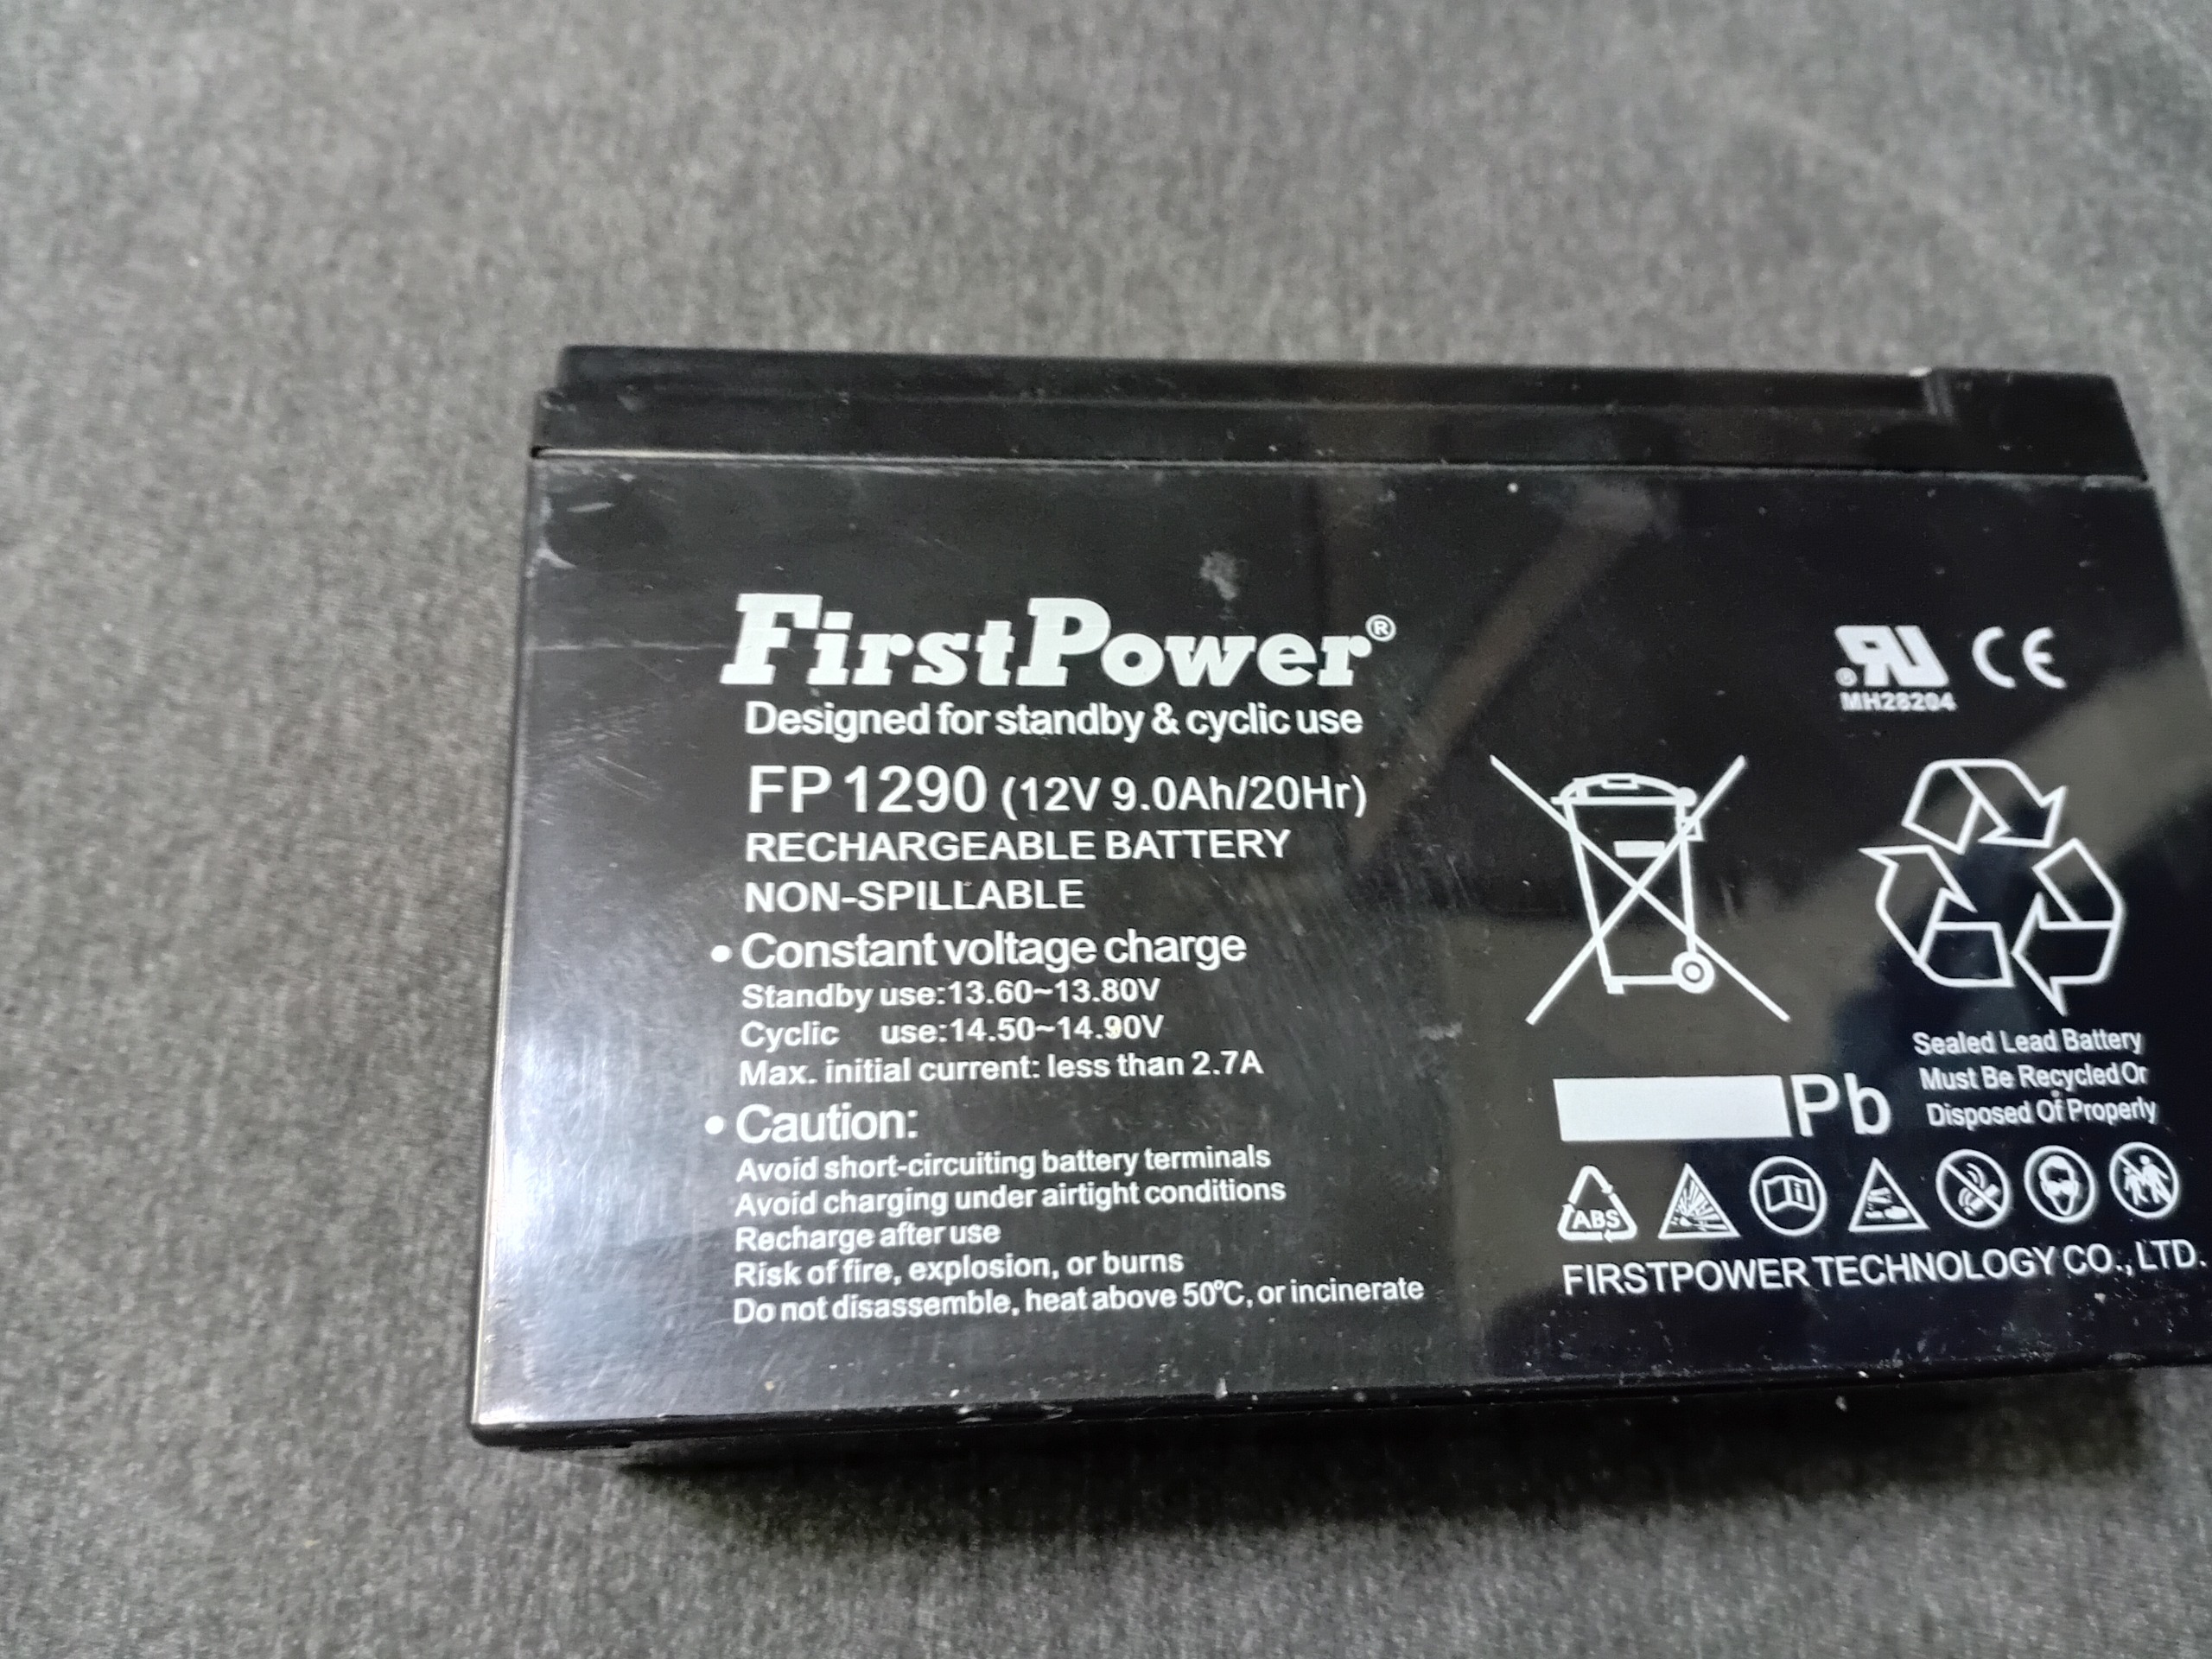 FirstPower®
Designed for standby & cyclic use
FP 1290 (12V 9.0Ah/20Hr)
RECHARGEABLE BATTERY
NON-SPILLABLE
• Constant voltage charge
Standby use:13.60~13.80V
Cyclic use:14.50~14.90V
Max. initial current: less than 2.7A
• Caution:
Avoid short-circuiting battery terminals
Avoid charging under airtight conditions
Recharge after use
Risk of fire, explosion, or burns
Do not disassemble, heat above 50°C, or incinerate
RU® CE
MH28204
Pb
Sealed Lead Battery
Must Be Recycled Or
Disposed Of Properly
ABS
FIRSTPOWER TECHNOLOGY CO., LTD.